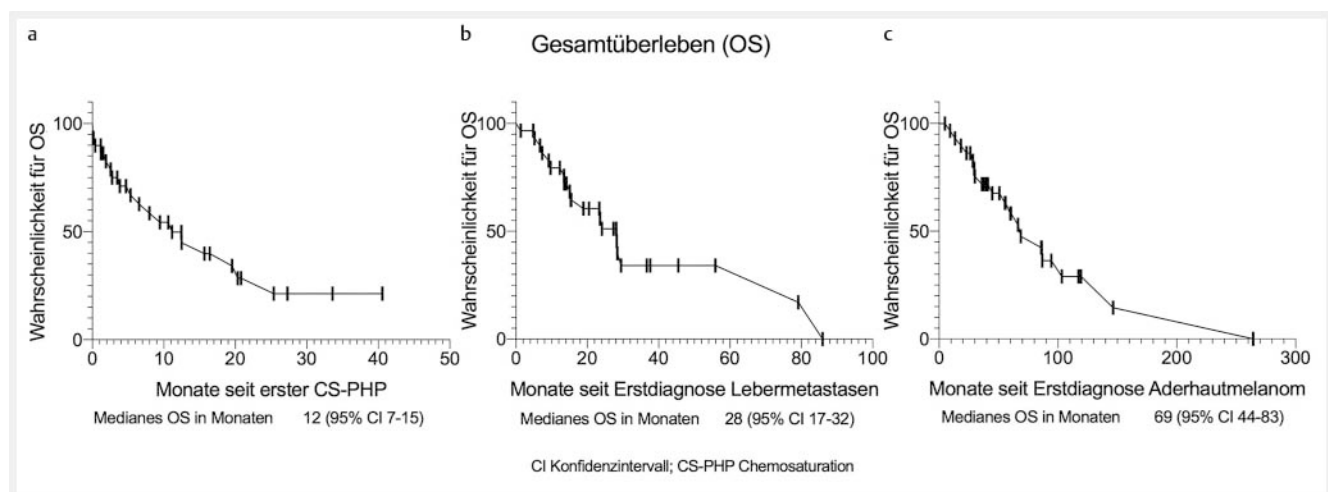 a
b
c
Gesamtüberleben (OS)
Wahrscheinlichkeit für OS
100
50
0
0 10 20 30 40 50
Monate seit erster CS-PHP
Medianes OS in Monaten 12 (95% CI 7-15)
Wahrscheinlichkeit für OS
100
50
0
0 20 40 60 80 100
Monate seit Erstdiagnose Lebermetastasen
Medianes OS in Monaten 28 (95% CI 17-32)
Wahrscheinlichkeit für OS
100
50
0
0 100 200 300
Monate seit Erstdiagnose Aderhautmelanom
Medianes OS in Monaten 69 (95% CI 44-83)
CI Konfidenzintervall; CS-PHP Chemosaturation